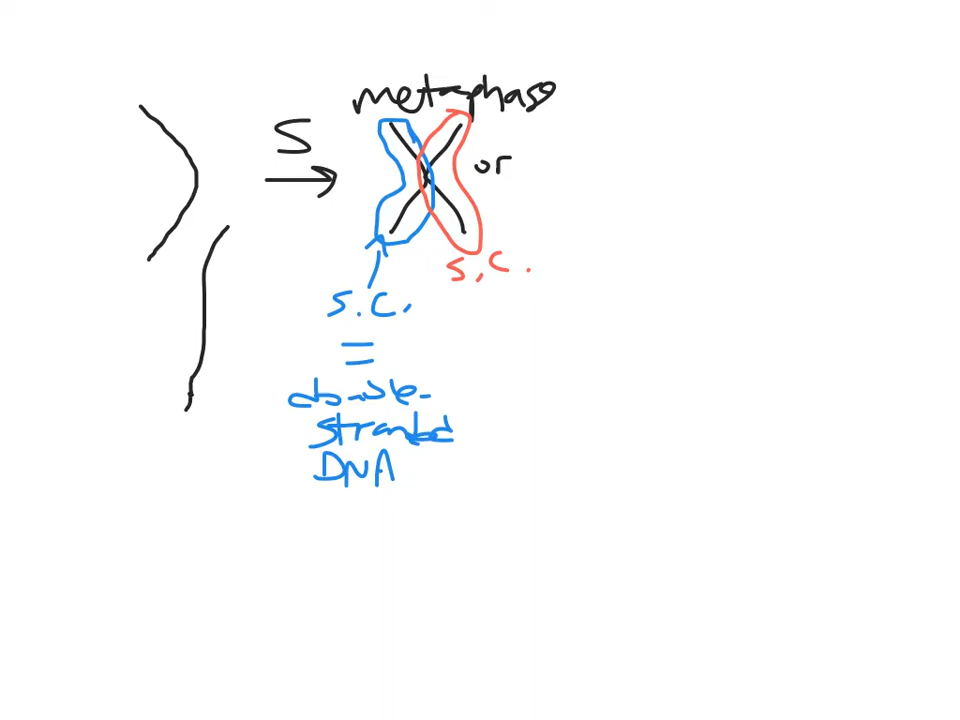 metaphase
S
or
S.C.
S.C.
=
double-
stranded
DNA